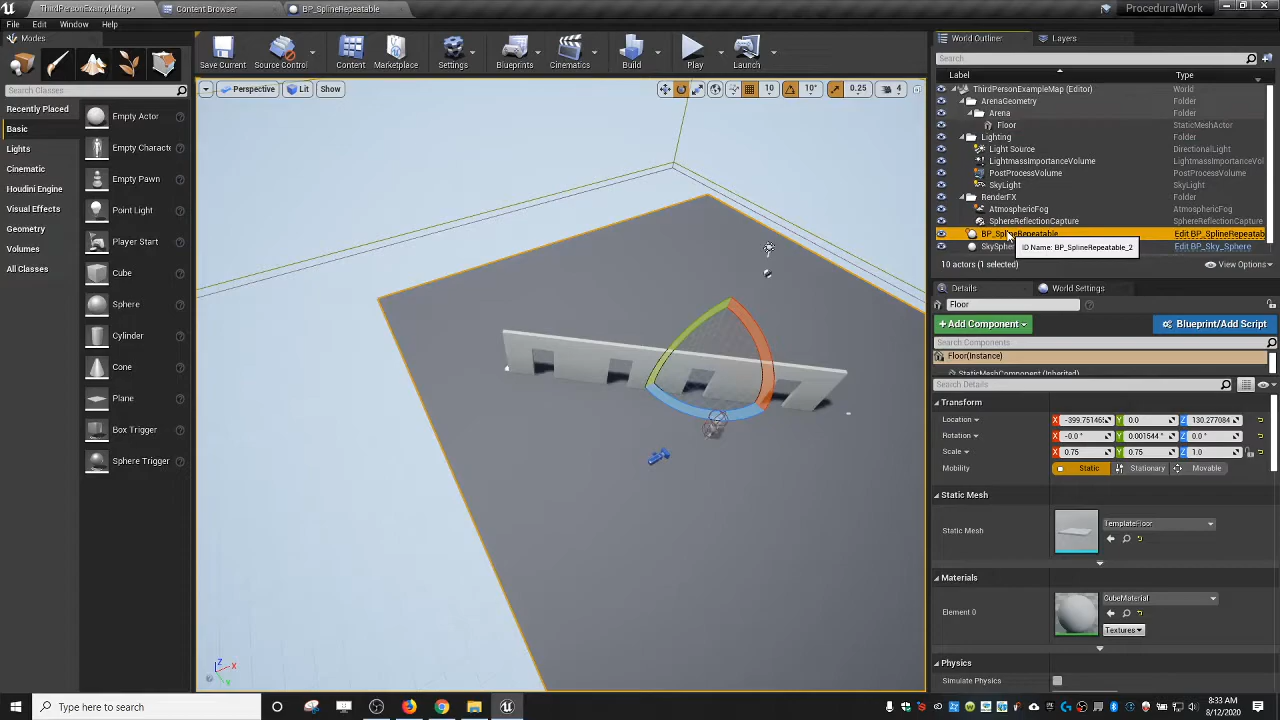 ThirdPersonExampleMap*
Content Browser
BP_SplineRepeatable
ProceduralWork
File Edit Window Help
Modes
Search Classes
Recently Placed
Basic
Lights
Cinematic
Houdini Engine
Visual Effects
Geometry
Volumes
All Classes
Empty Actor
Empty Charact
Empty Pawn
Point Light
Player Start
Cube
Sphere
Cylinder
Cone
Plane
Box Trigger
Sphere Trigger
Save Current
Source Control
Content
Marketplace
Settings
Blueprints
Cinematics
Build
Play
Launch
Perspective
Lit
Show
10
10°
0.25
4
Z
X
Y
World Outliner
Layers
Search
Label Type
ThirdPersonExampleMap (Editor) World
ArenaGeometry Folder
Arena Folder
Floor StaticMeshActor
Lighting Folder
Light Source DirectionalLight
LightmassImportanceVolume LightmassImportanceVol
PostProcessVolume PostProcessVolume
SkyLight SkyLight
RenderFX Folder
AtmosphericFog AtmosphericFog
SphereReflectionCapture SphereReflectionCapture
BP_SplineRepeatable Edit BP_SplineRepeatab
SkySpher Edit BP_Sky_Sphere
ID Name: BP_SplineRepeatable_2
10 actors (1 selected)
View Options
Details
World Settings
Floor
+Add Component
Blueprint/Add Script
Search Components
Floor(Instance)
StaticMeshComponent (Inherited)
Search Details
Transform
Location X -399.75146 Y 0.0 Z 130.277084
Rotation X -0.0 ° Y 0.001544 ° Z 0.0 °
Scale X 0.75 Y 0.75 Z 1.0
Mobility Static Stationary Movable
Static Mesh
Static Mesh
TemplateFloor
Materials
Element 0
CubeMaterial
Textures
Physics
Simulate Physics
Type here to search
8:33 AM
8/12/2020